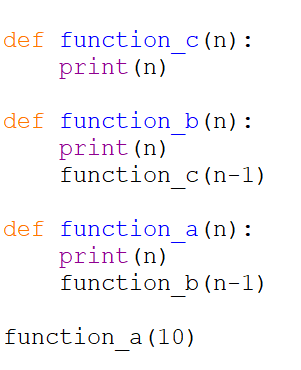 def function_c(n):
    print(n)

def function_b(n):
    print(n)
    function_c(n-1)

def function_a(n):
    print(n)
    function_b(n-1)

function_a(10)